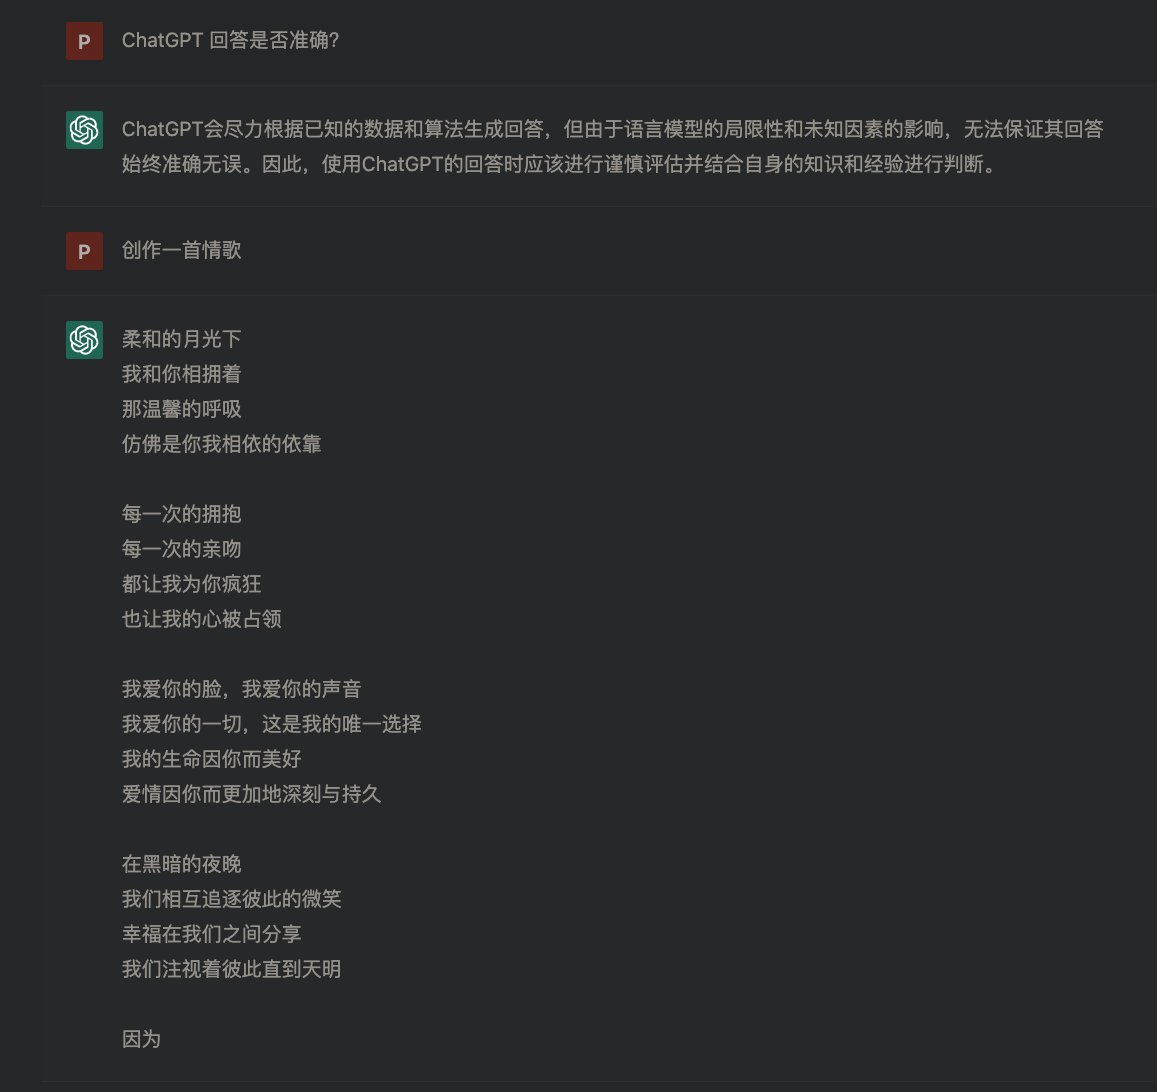 P
ChatGPT 回答是否准确?
ChatGPT会尽力根据已知的数据和算法生成回答，但由于语言模型的局限性和未知因素的影响，无法保证其回答
始终准确无误。因此，使用ChatGPT的回答时应该进行谨慎评估并结合自身的知识和经验进行判断。
P
创作一首情歌
柔和的月光下
我和你相拥着
那温馨的呼吸
仿佛是你我相依的依靠
每一次的拥抱
每一次的亲吻
都让我为你疯狂
也让我的心被占领
我爱你的脸，我爱你的声音
我爱你的一切，这是我的唯一选择
我的生命因你而美好
爱情因你而更加地深刻与持久
在黑暗的夜晚
我们相互追逐彼此的微笑
幸福在我们之间分享
我们注视着彼此直到天明
因为